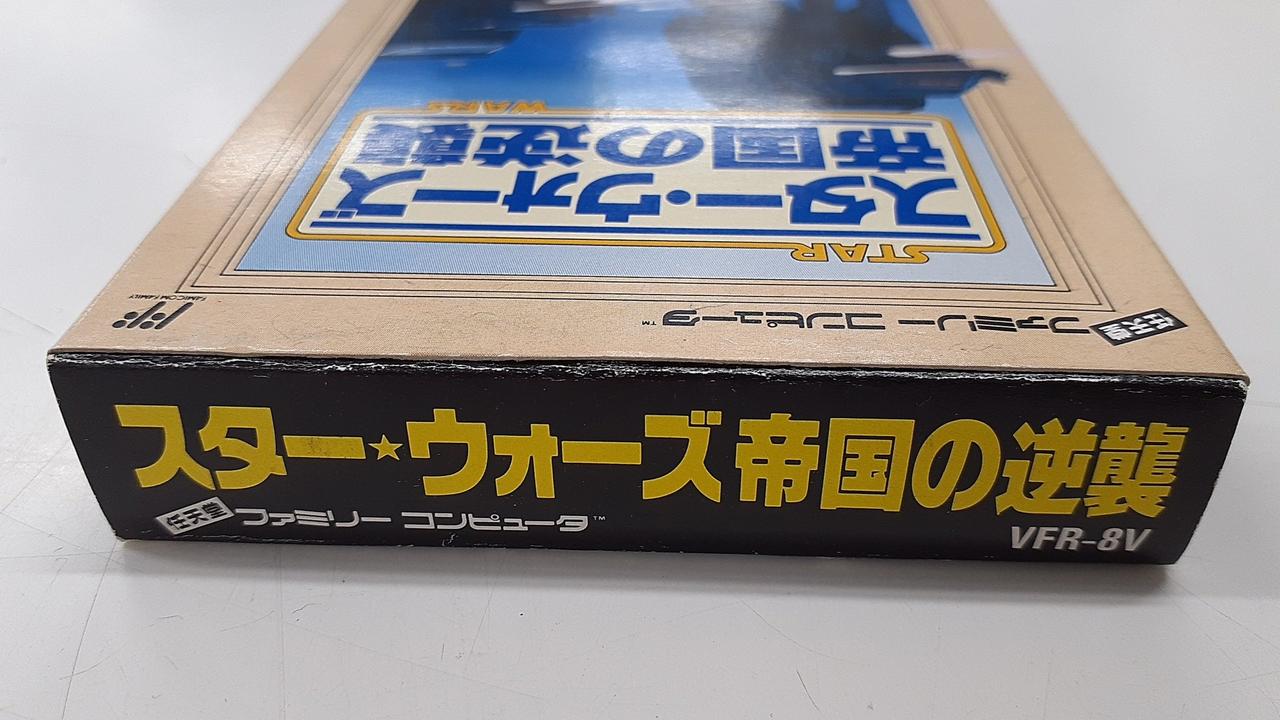 スター★ウォーズ 帝国の逆襲
任天堂 ファミリー コンピュータ™
VFR-8V
任天堂 ファミリー コンピュータ™
FAMICOM FAMILY
STAR
スター・ウォーズ
帝国の逆襲
WARS